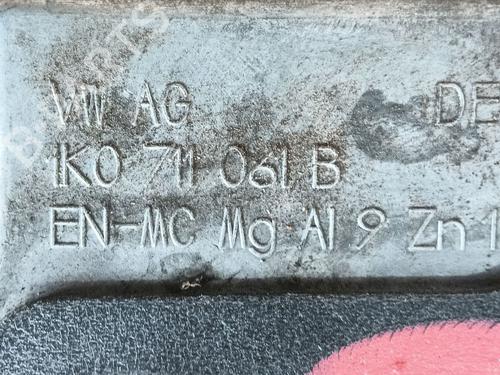 VW AG DE
1K0 711 061 B
EN-MC Mg Al 9 Zn 1